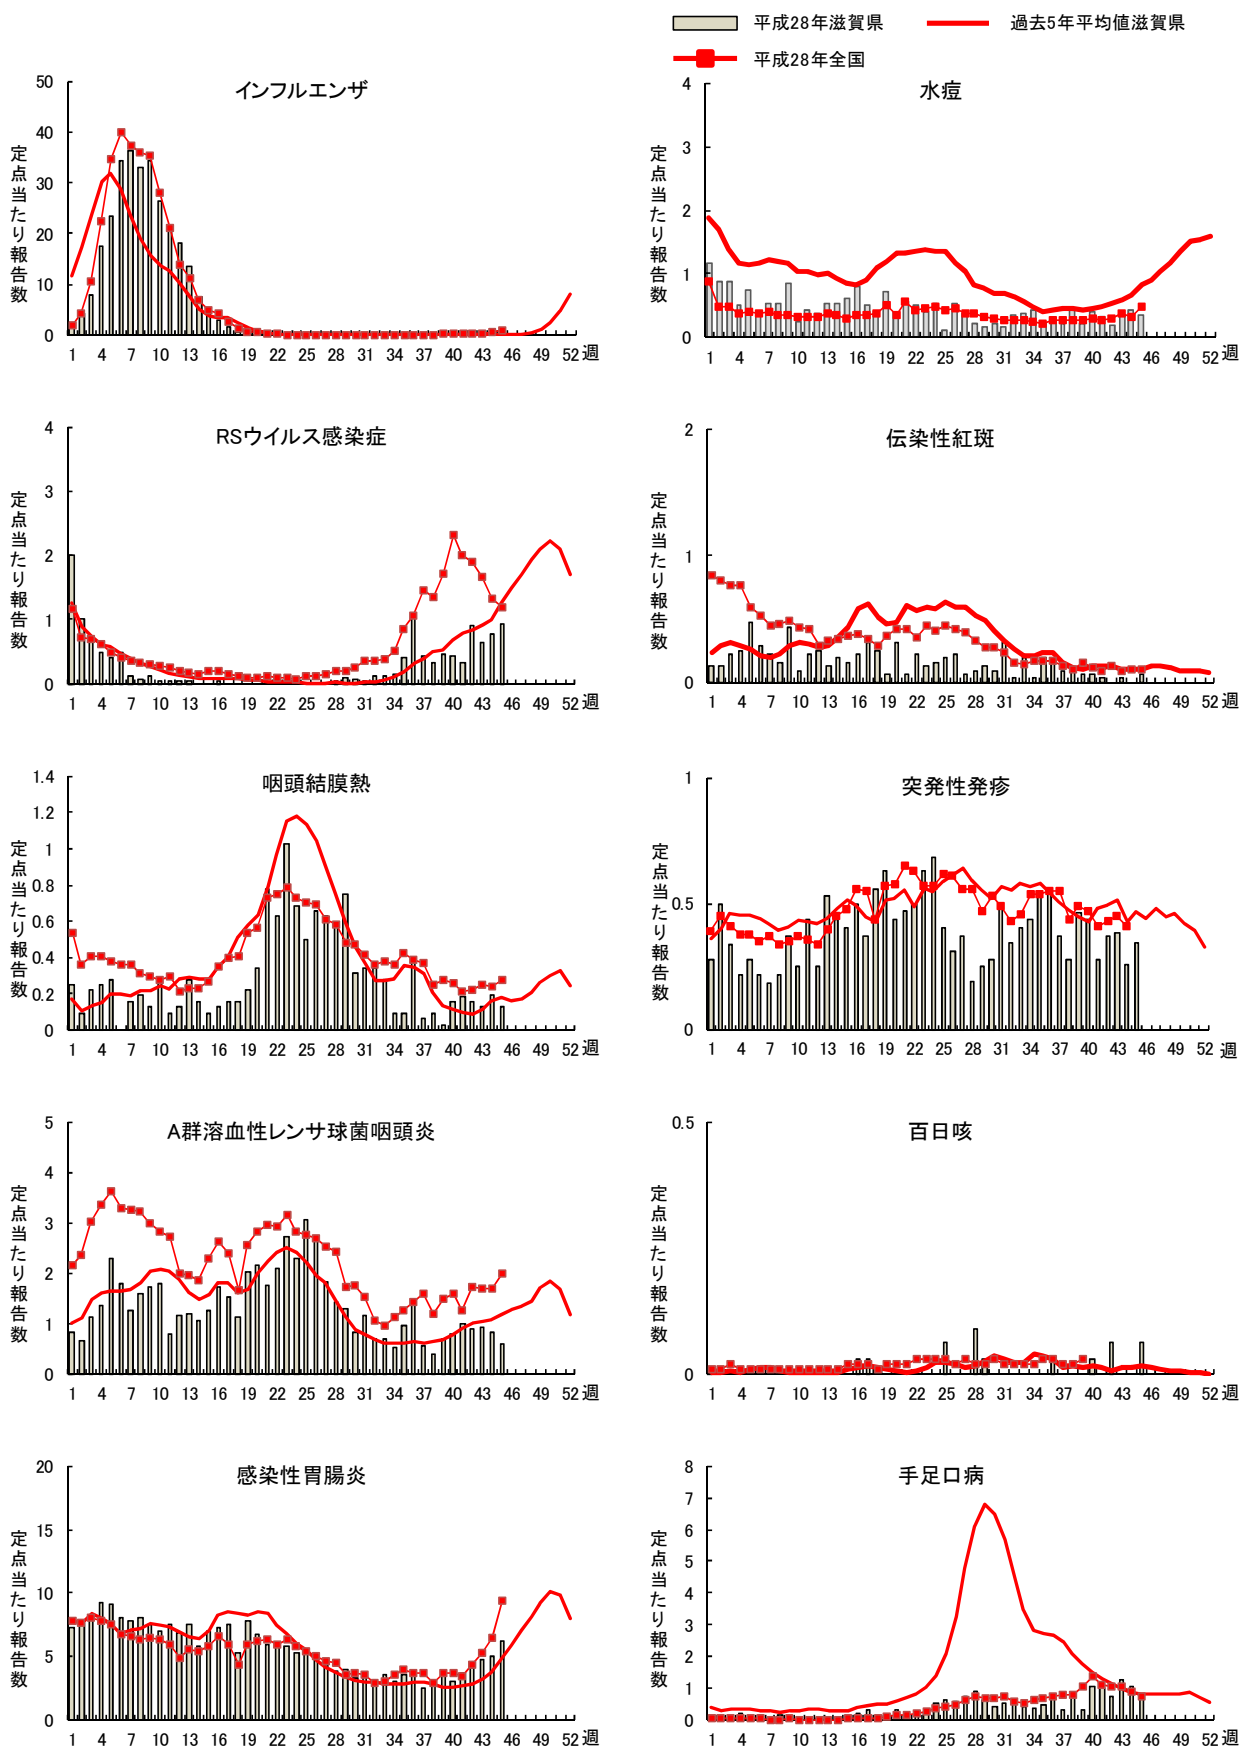 平成28年滋賀県 過去5年平均値滋賀県
平成28年全国
インフルエンザ
定点当たり報告数
50
40
30
20
10
0
1 4 7 10 13 16 19 22 25 28 31 34 37 40 43 46 49 52 週
水痘
定点当たり報告数
4
3
2
1
0
1 4 7 10 13 16 19 22 25 28 31 34 37 40 43 46 49 52 週
RSウイルス感染症
定点当たり報告数
4
3
2
1
0
1 4 7 10 13 16 19 22 25 28 31 34 37 40 43 46 49 52 週
伝染性紅斑
定点当たり報告数
2
1
0
1 4 7 10 13 16 19 22 25 28 31 34 37 40 43 46 49 52 週
咽頭結膜熱
定点当たり報告数
1.4
1.2
1
0.8
0.6
0.4
0.2
0
1 4 7 10 13 16 19 22 25 28 31 34 37 40 43 46 49 52 週
突発性発疹
定点当たり報告数
1
0.5
0
1 4 7 10 13 16 19 22 25 28 31 34 37 40 43 46 49 52 週
A群溶血性レンサ球菌咽頭炎
定点当たり報告数
5
4
3
2
1
0
1 4 7 10 13 16 19 22 25 28 31 34 37 40 43 46 49 52 週
百日咳
定点当たり報告数
0.5
0
1 4 7 10 13 16 19 22 25 28 31 34 37 40 43 46 49 52 週
感染性胃腸炎
定点当たり報告数
20
15
10
5
0
1 4 7 10 13 16 19 22 25 28 31 34 37 40 43 46 49 52 週
手足口病
定点当たり報告数
8
7
6
5
4
3
2
1
0
1 4 7 10 13 16 19 22 25 28 31 34 37 40 43 46 49 52 週